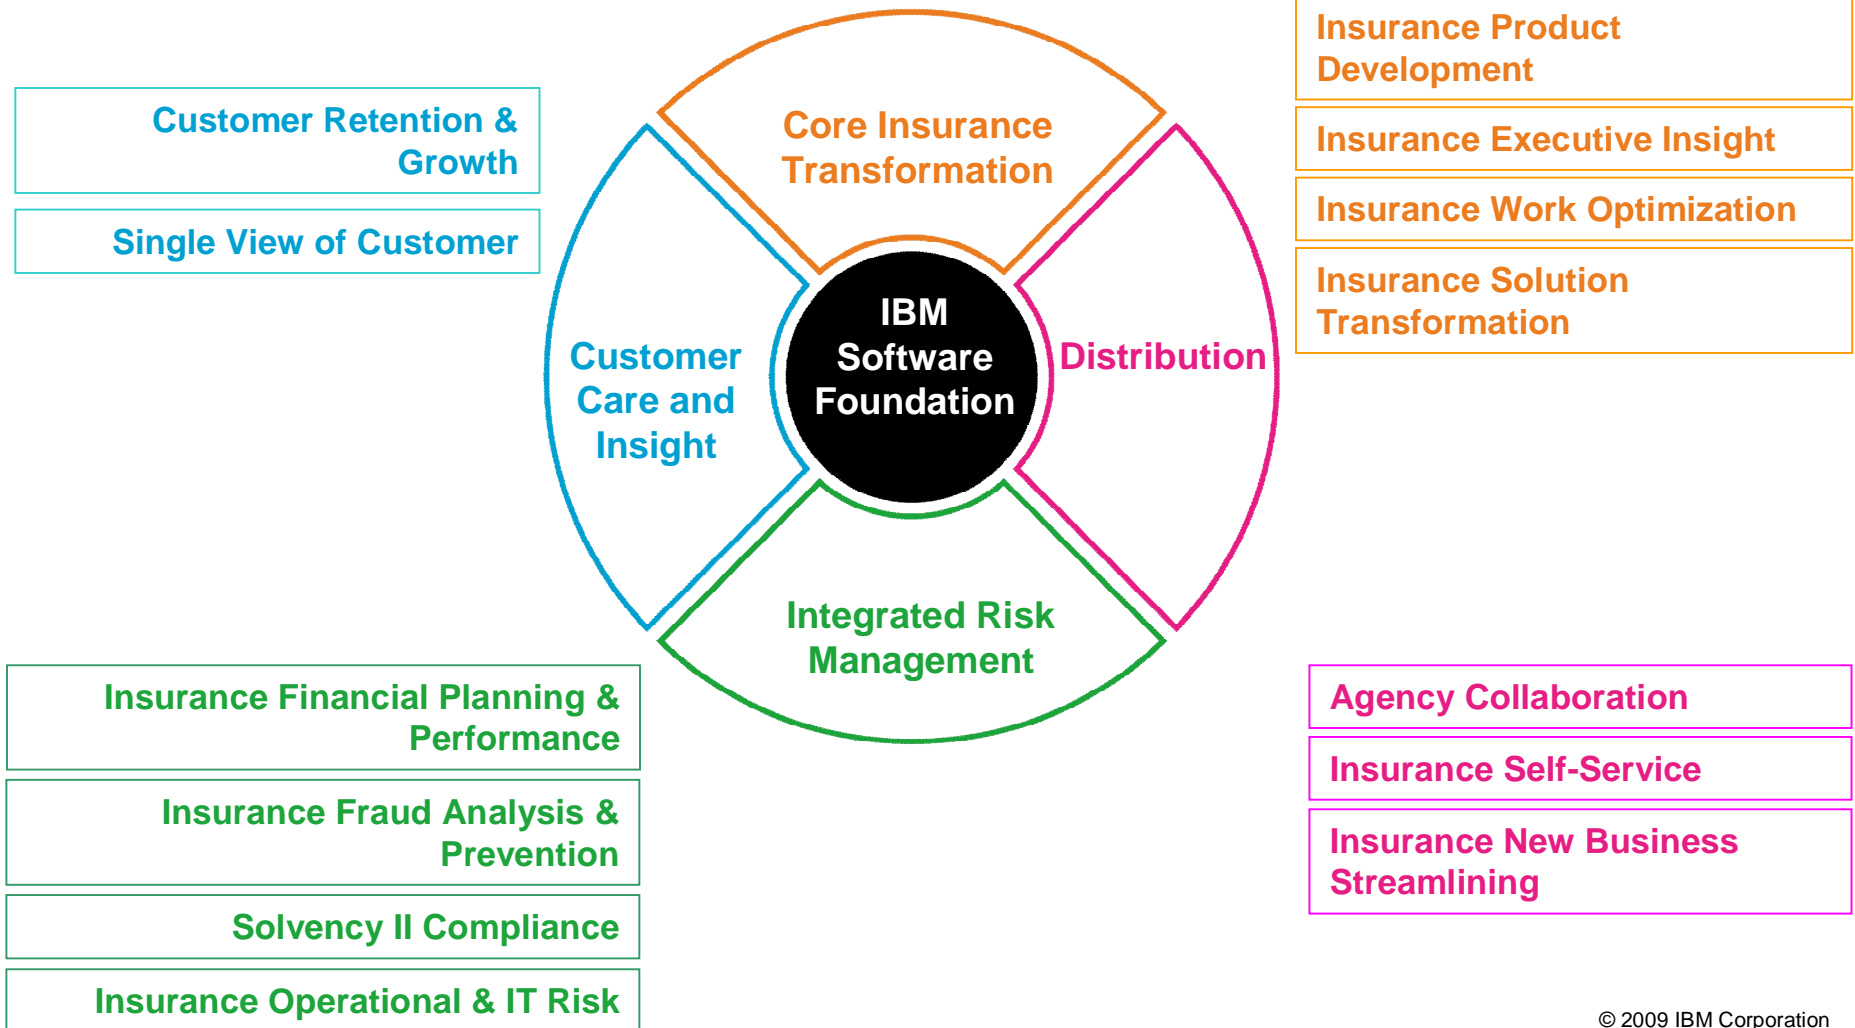 Insurance Product
Development
Insurance Executive Insight
Insurance Work Optimization
Insurance Solution
Transformation
Customer Retention &
Growth
Single View of Customer
Core Insurance
Transformation
IBM
Software
Foundation
Customer
Care and
Insight
Distribution
Integrated Risk
Management
Insurance Financial Planning &
Performance
Insurance Fraud Analysis &
Prevention
Solvency II Compliance
Insurance Operational & IT Risk
Agency Collaboration
Insurance Self-Service
Insurance New Business
Streamlining
© 2009 IBM Corporation